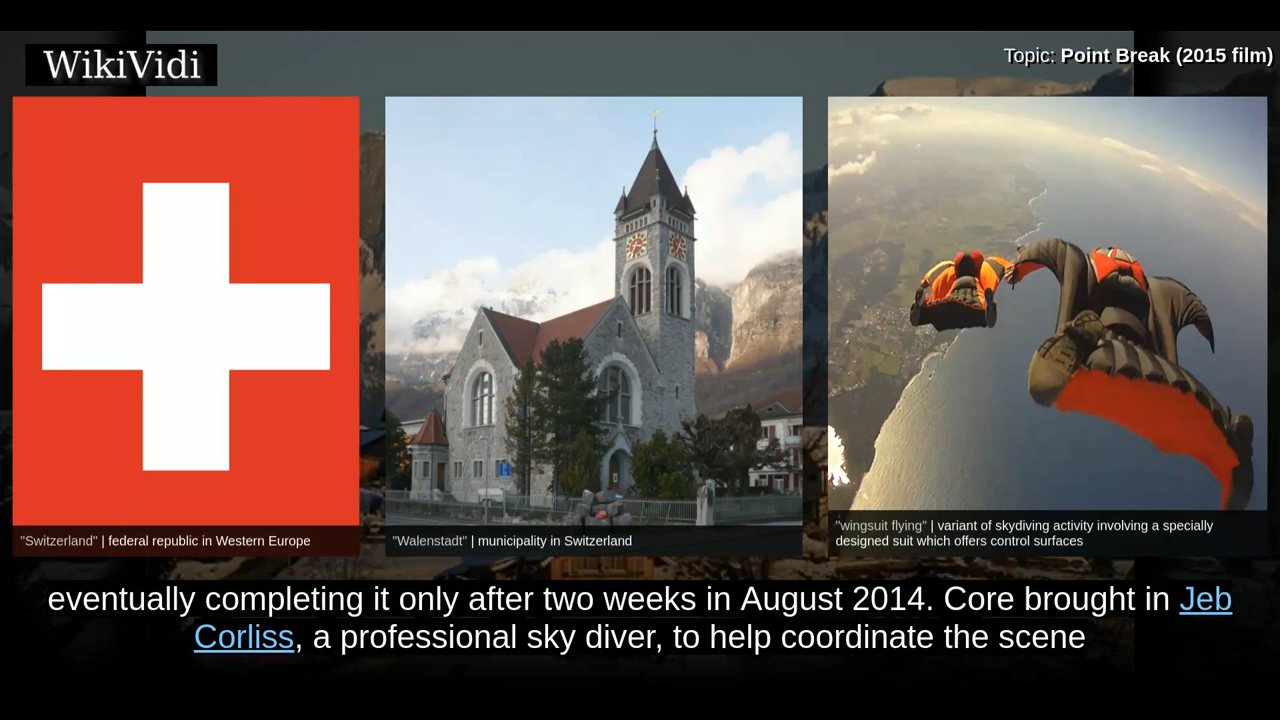 WikiVidi
Topic: Point Break (2015 film)
"Switzerland" | federal republic in Western Europe
"Walenstadt" | municipality in Switzerland
"wingsuit flying" | variant of skydiving activity involving a specially
designed suit which offers control surfaces
eventually completing it only after two weeks in August 2014. Core brought in Jeb
Corliss, a professional sky diver, to help coordinate the scene